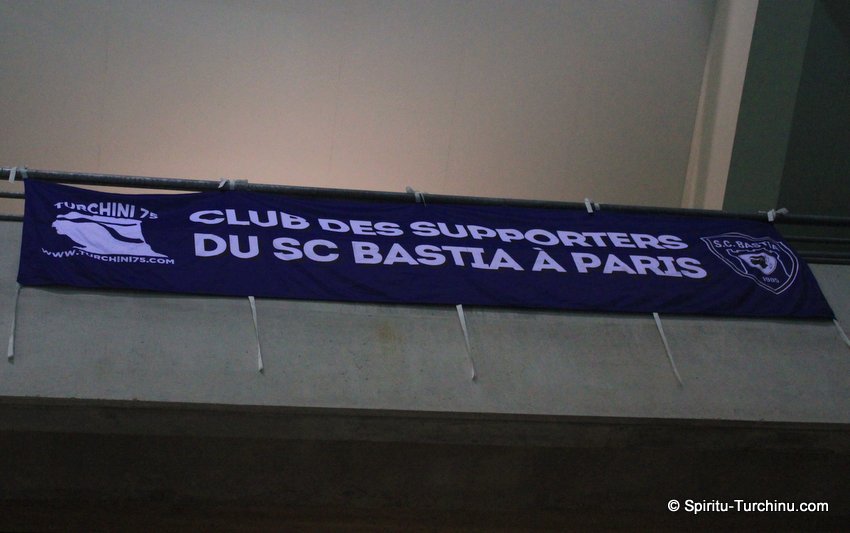 TURCHINI 75
WWW.TURCHINI75.COM
CLUB DES SUPPORTERS
DU SC BASTIA À PARIS
S.C. BASTIA
1905
© Spiritu-Turchinu.com